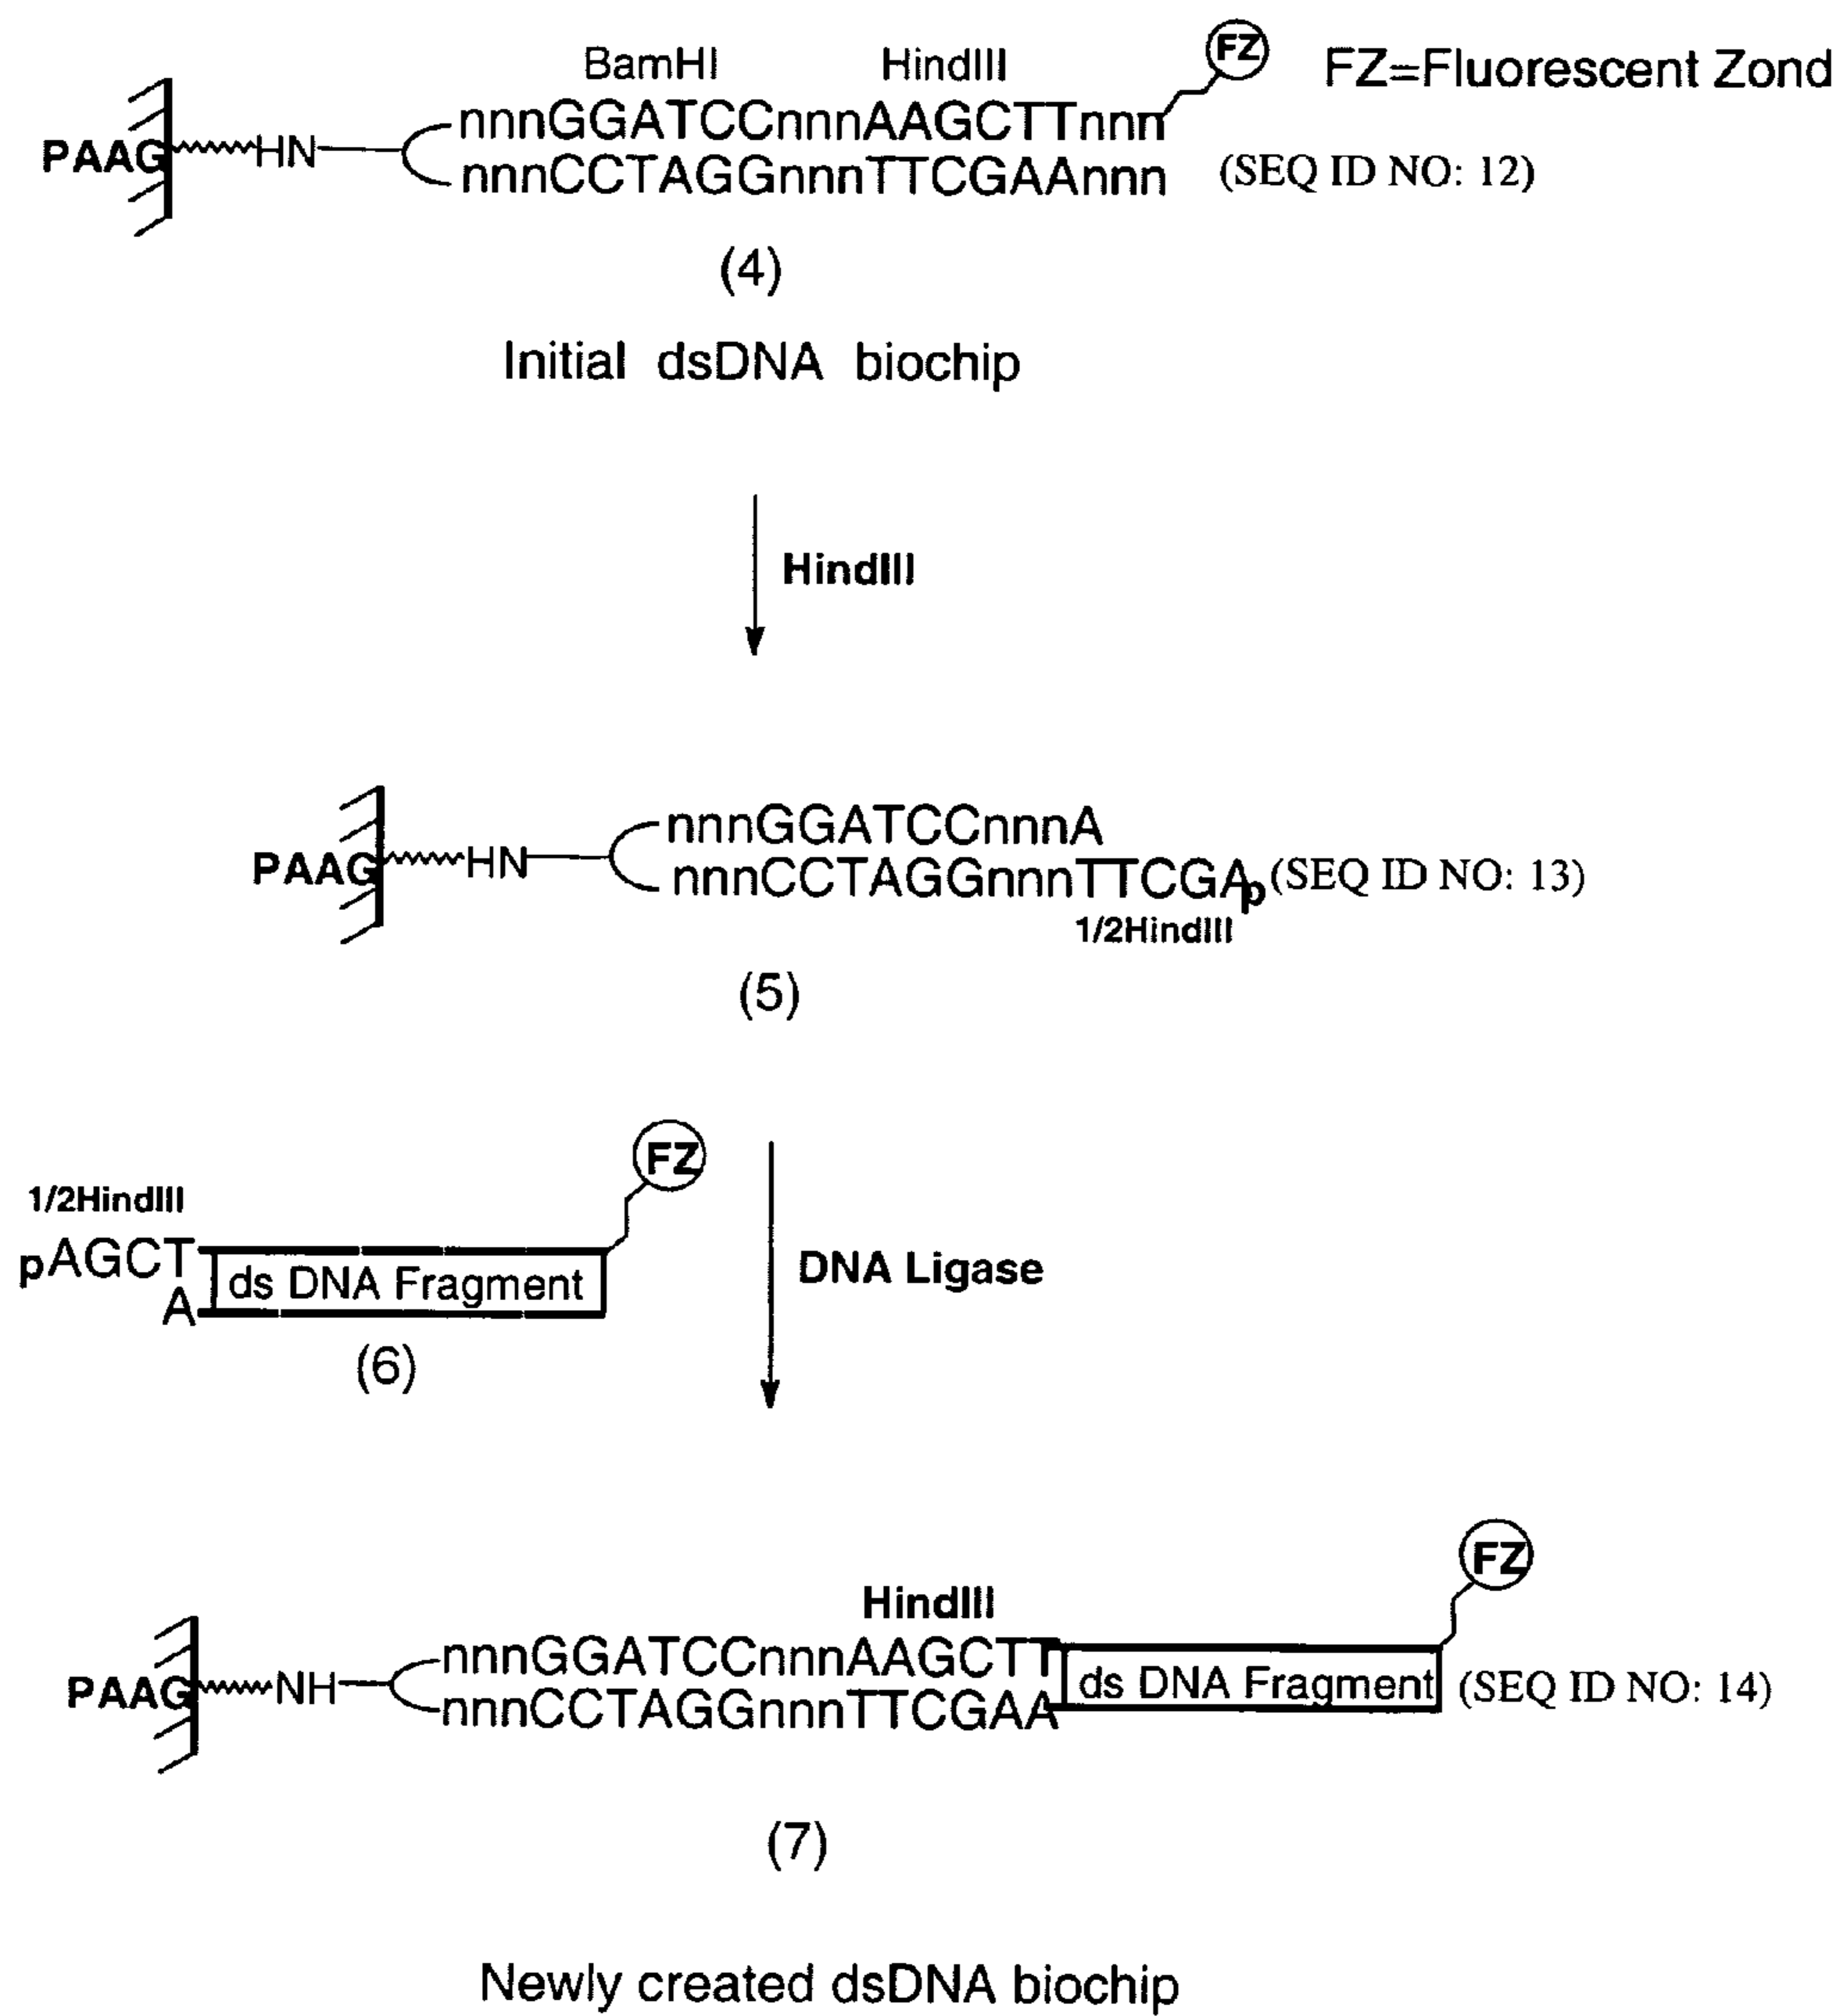 BamHI HindIII FZ FZ=Fluorescent Zond
nnnGGATCCnnnAAGCTTnnn
PAAG HN
nnnCCTAGGnnnTTCGAAnnn (SEQ ID NO: 12)
(4)
Initial dsDNA biochip
HindIII
nnnGGATCCnnnA
PAAG HN
nnnCCTAGGnnnTTCGAp (SEQ ID NO: 13)
1/2HindIII
(5)
FZ
1/2HindIII
pAGCT
ds DNA Fragment
A
(6)
DNA Ligase
FZ
HindIII
nnnGGATCCnnnAAGCTT
PAAG NH ds DNA Fragment (SEQ ID NO: 14)
nnnCCTAGGnnnTTCGAA
(7)
Newly created dsDNA biochip